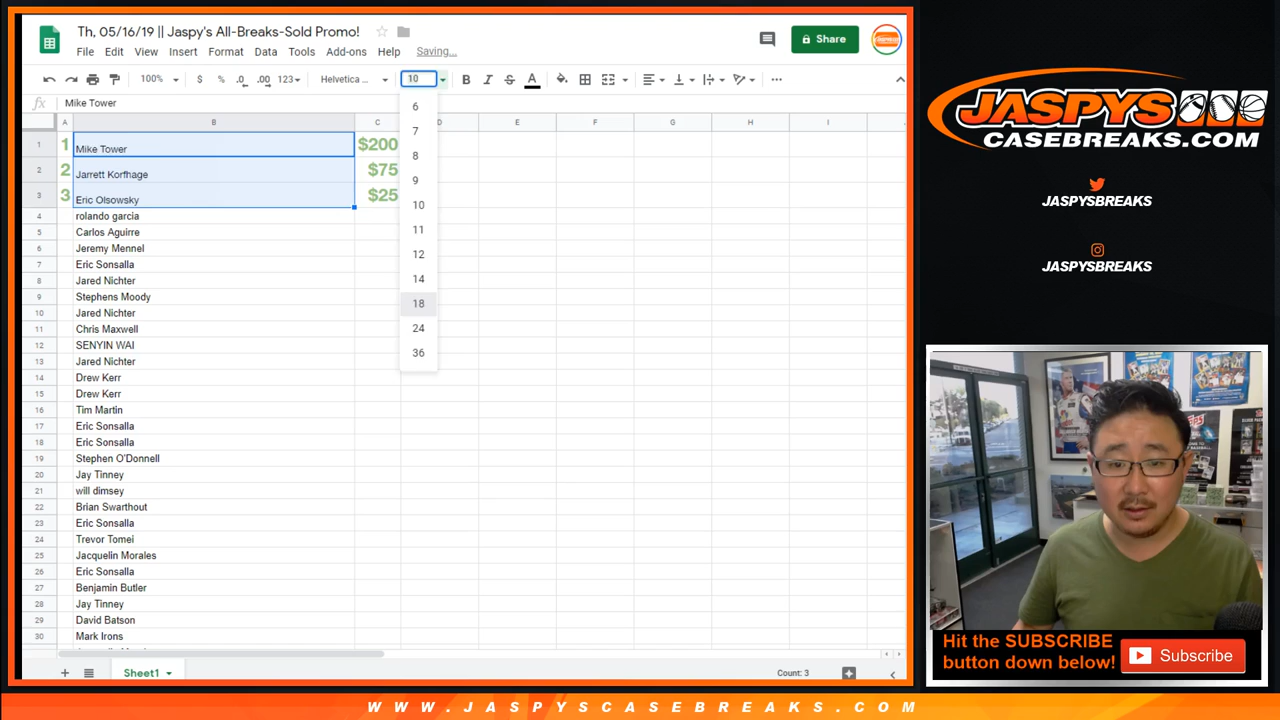 Th, 05/16/19 || Jaspy's All-Breaks-Sold Promo!
File Edit View Insert Format Data Tools Add-ons Help Saving...
Share
100% $ % .0 .00 123 Helvetica ... 10 B I S A
fx Mike Tower
A B C D E F G H I
1 1 Mike Tower $200
2 2 Jarrett Korfhage $75
3 3 Eric Olsowsky $25
4 rolando garcia
5 Carlos Aguirre
6 Jeremy Mennel
7 Eric Sonsalla
8 Jared Nichter
9 Stephens Moody
10 Jared Nichter
11 Chris Maxwell
12 SENYIN WAI
13 Jared Nichter
14 Drew Kerr
15 Drew Kerr
16 Tim Martin
17 Eric Sonsalla
18 Eric Sonsalla
19 Stephen O'Donnell
20 Jay Tinney
21 will dimsey
22 Brian Swarthout
23 Eric Sonsalla
24 Trevor Tomei
25 Jacquelin Morales
26 Eric Sonsalla
27 Benjamin Butler
28 Jay Tinney
29 David Batson
30 Mark Irons
6
7
8
9
10
11
12
14
18
24
36
Sheet1
Count: 3
JASPYS
CASEBREAKS.COM
JASPYSBREAKS
JASPYSBREAKS
Hit the SUBSCRIBE
button down below!
Subscribe
WWW.JASPYSCASEBREAKS.COM